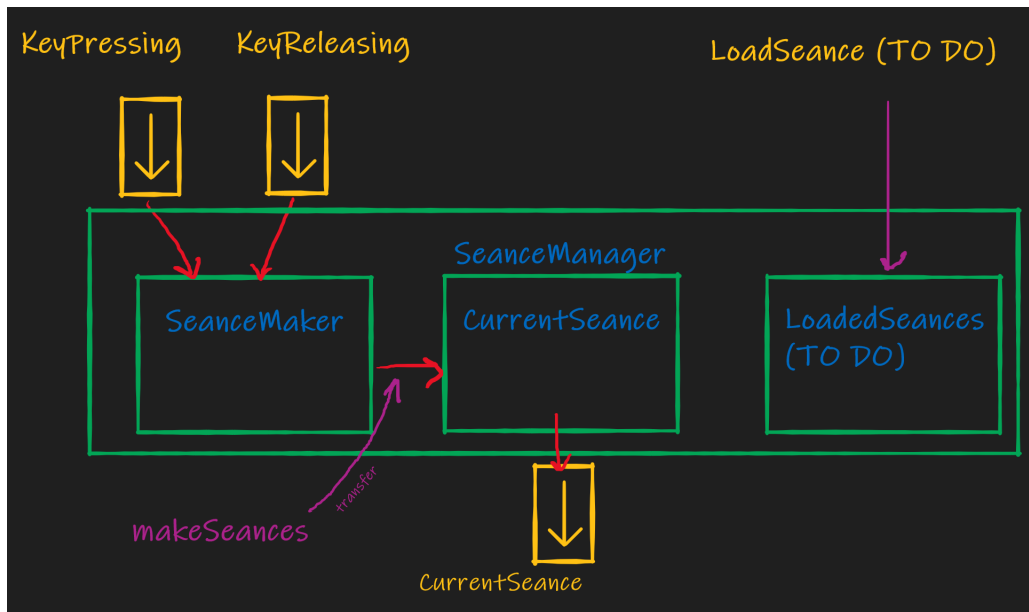 KeyPressing
KeyReleasing
LoadSeance (TO DO)
SeanceManager
SeanceMaker
CurrentSeance
LoadedSeances
(TO DO)
transfer
makeSeances
CurrentSeance